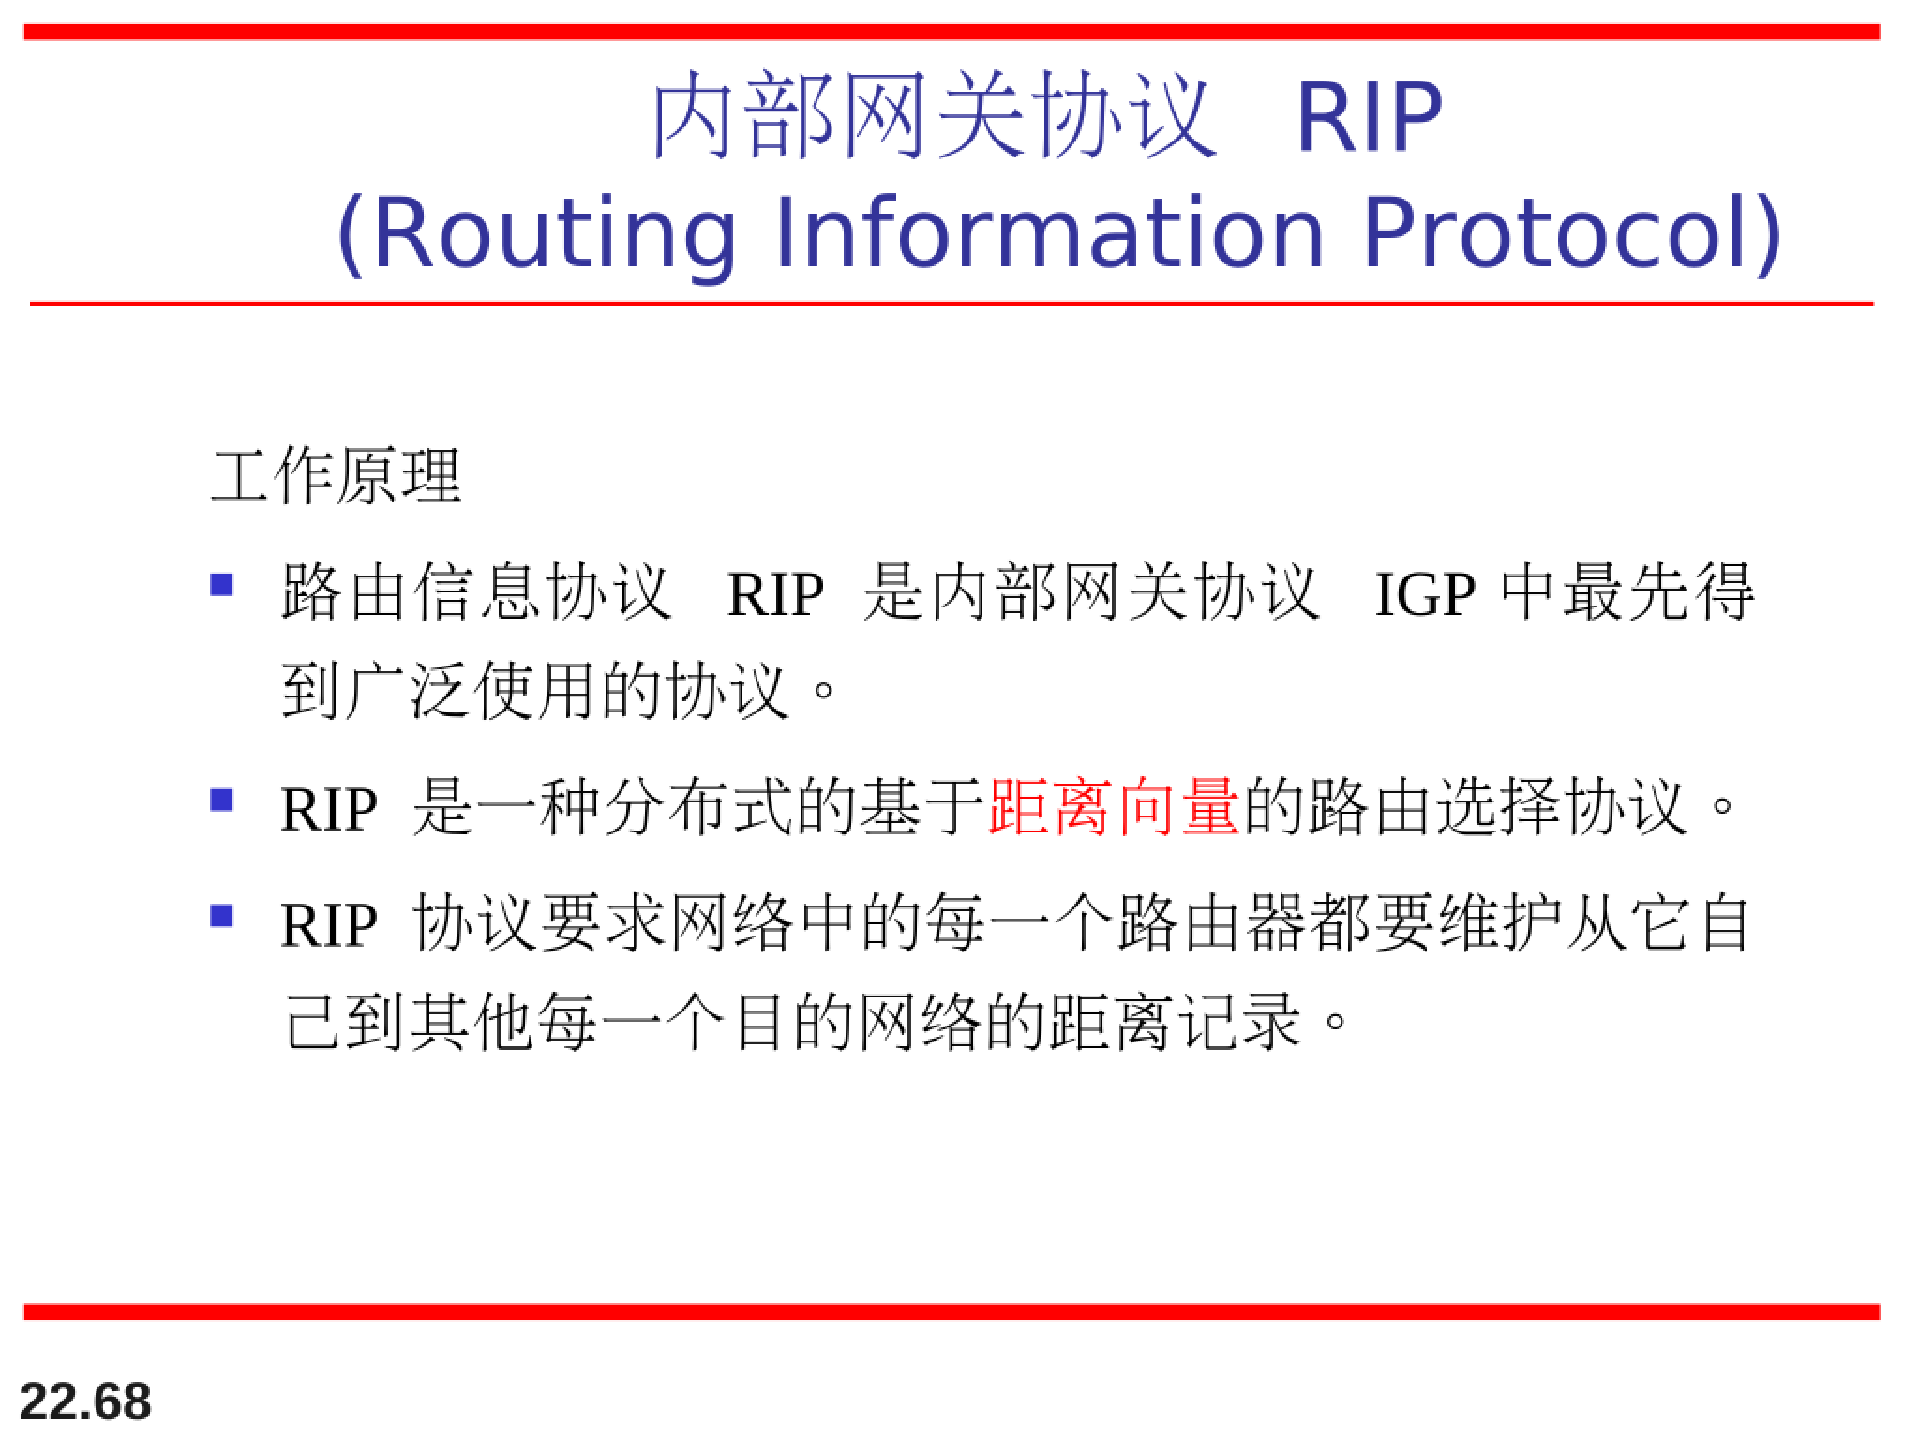 内部网关协议 RIP
(Routing Information Protocol)
工作原理
路由信息协议 RIP 是内部网关协议 IGP 中最先得
到广泛使用的协议。
RIP 是一种分布式的基于距离向量的路由选择协议。
RIP 协议要求网络中的每一个路由器都要维护从它自
己到其他每一个目的网络的距离记录。
22.68